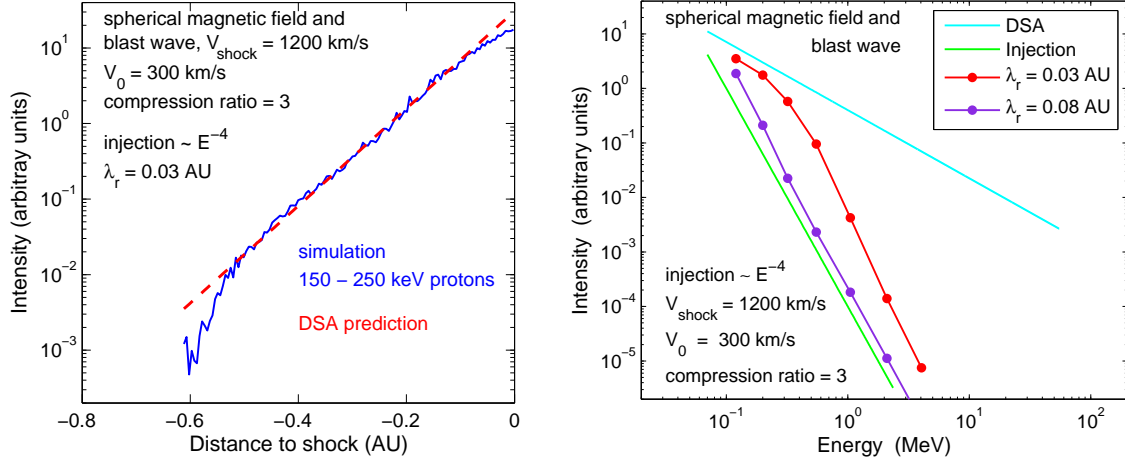 spherical magnetic field and
blast wave, V_shock = 1200 km/s
V_0 = 300 km/s
compression ratio = 3
injection ~ E^−4
λ_r = 0.03 AU
simulation
150 − 250 keV protons
DSA prediction
Intensity (arbitray units)
10^1
10^0
10^−1
10^−2
10^−3
−0.8
−0.6
−0.4
−0.2
0
Distance to shock (AU)
spherical magnetic field and
blast wave
DSA
Injection
λ_r = 0.03 AU
λ_r = 0.08 AU
injection ~ E^−4
V_shock = 1200 km/s
V_0 = 300 km/s
compression ratio = 3
Intensity (arbitrary units)
10^1
10^0
10^−1
10^−2
10^−3
10^−4
10^−5
10^−1
10^0
10^1
10^2
Energy (MeV)